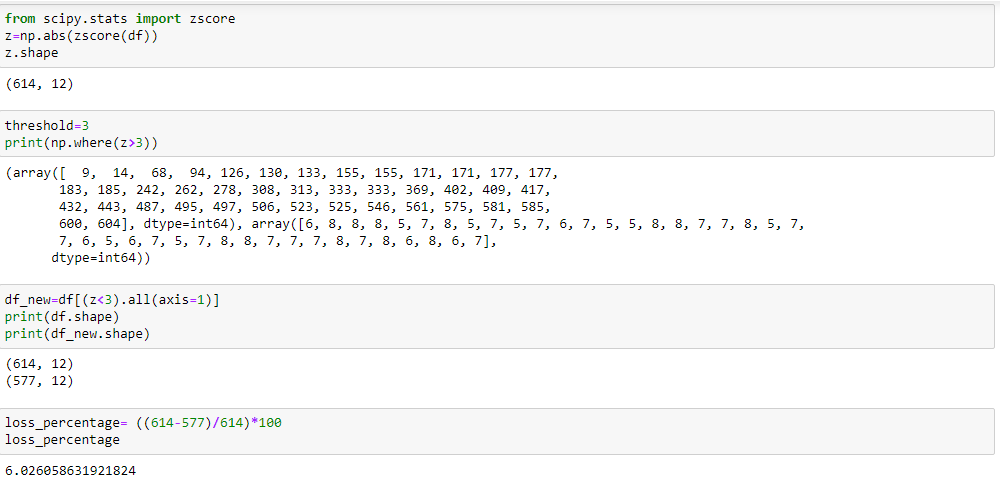 from scipy.stats import zscore
z=np.abs(zscore(df))
z.shape
(614, 12)
threshold=3
print(np.where(z>3))
(array([  9,  14,  68,  94, 126, 130, 133, 155, 155, 171, 171, 177, 177,
       183, 185, 242, 262, 278, 308, 313, 333, 333, 369, 402, 409, 417,
       432, 443, 487, 495, 497, 506, 523, 525, 546, 561, 575, 581, 585,
       600, 604], dtype=int64), array([6, 8, 8, 8, 5, 7, 8, 5, 7, 5, 7, 6, 7, 5, 5, 8, 8, 7, 7, 8, 5, 7,
       7, 6, 5, 6, 7, 5, 7, 8, 8, 7, 7, 7, 8, 7, 8, 6, 8, 6, 7],
      dtype=int64))
df_new=df[(z<3).all(axis=1)]
print(df.shape)
print(df_new.shape)
(614, 12)
(577, 12)
loss_percentage= ((614-577)/614)*100
loss_percentage
6.026058631921824